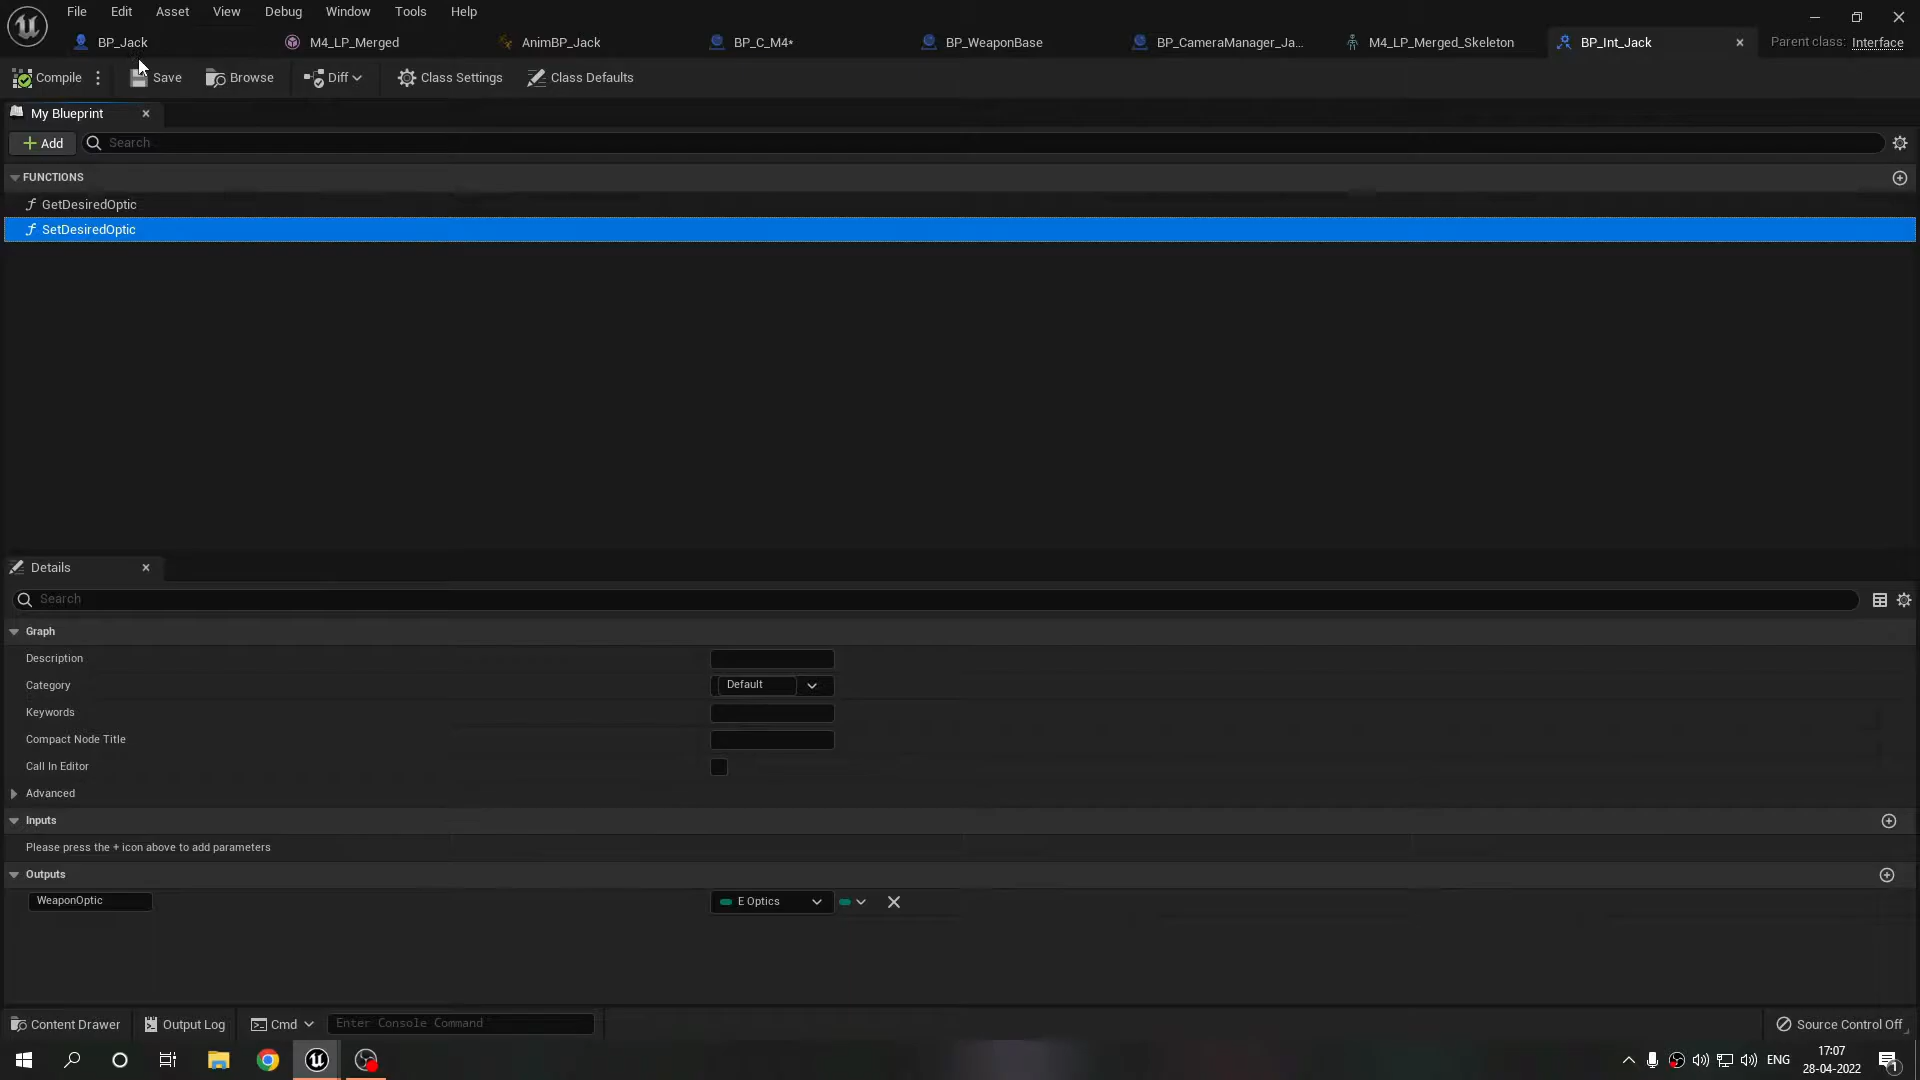 File Edit Asset View Debug Window Tools Help
BP_Jack M4_LP_Merged AnimBP_Jack BP_C_M4* BP_WeaponBase BP_CameraManager_Ja... M4_LP_Merged_Skeleton BP_Int_Jack Parent class: Interface
Compile Save Browse Diff Class Settings Class Defaults
My Blueprint
Add Search
FUNCTIONS
GetDesiredOptic
SetDesiredOptic
Details
Search
Graph
Description
Category Default
Keywords
Compact Node Title
Call In Editor
Advanced
Inputs
Please press the + icon above to add parameters
Outputs
WeaponOptic E Optics
Content Drawer Output Log Cmd Enter Console Command Source Control Off
ENG 17:07
28-04-2022
1